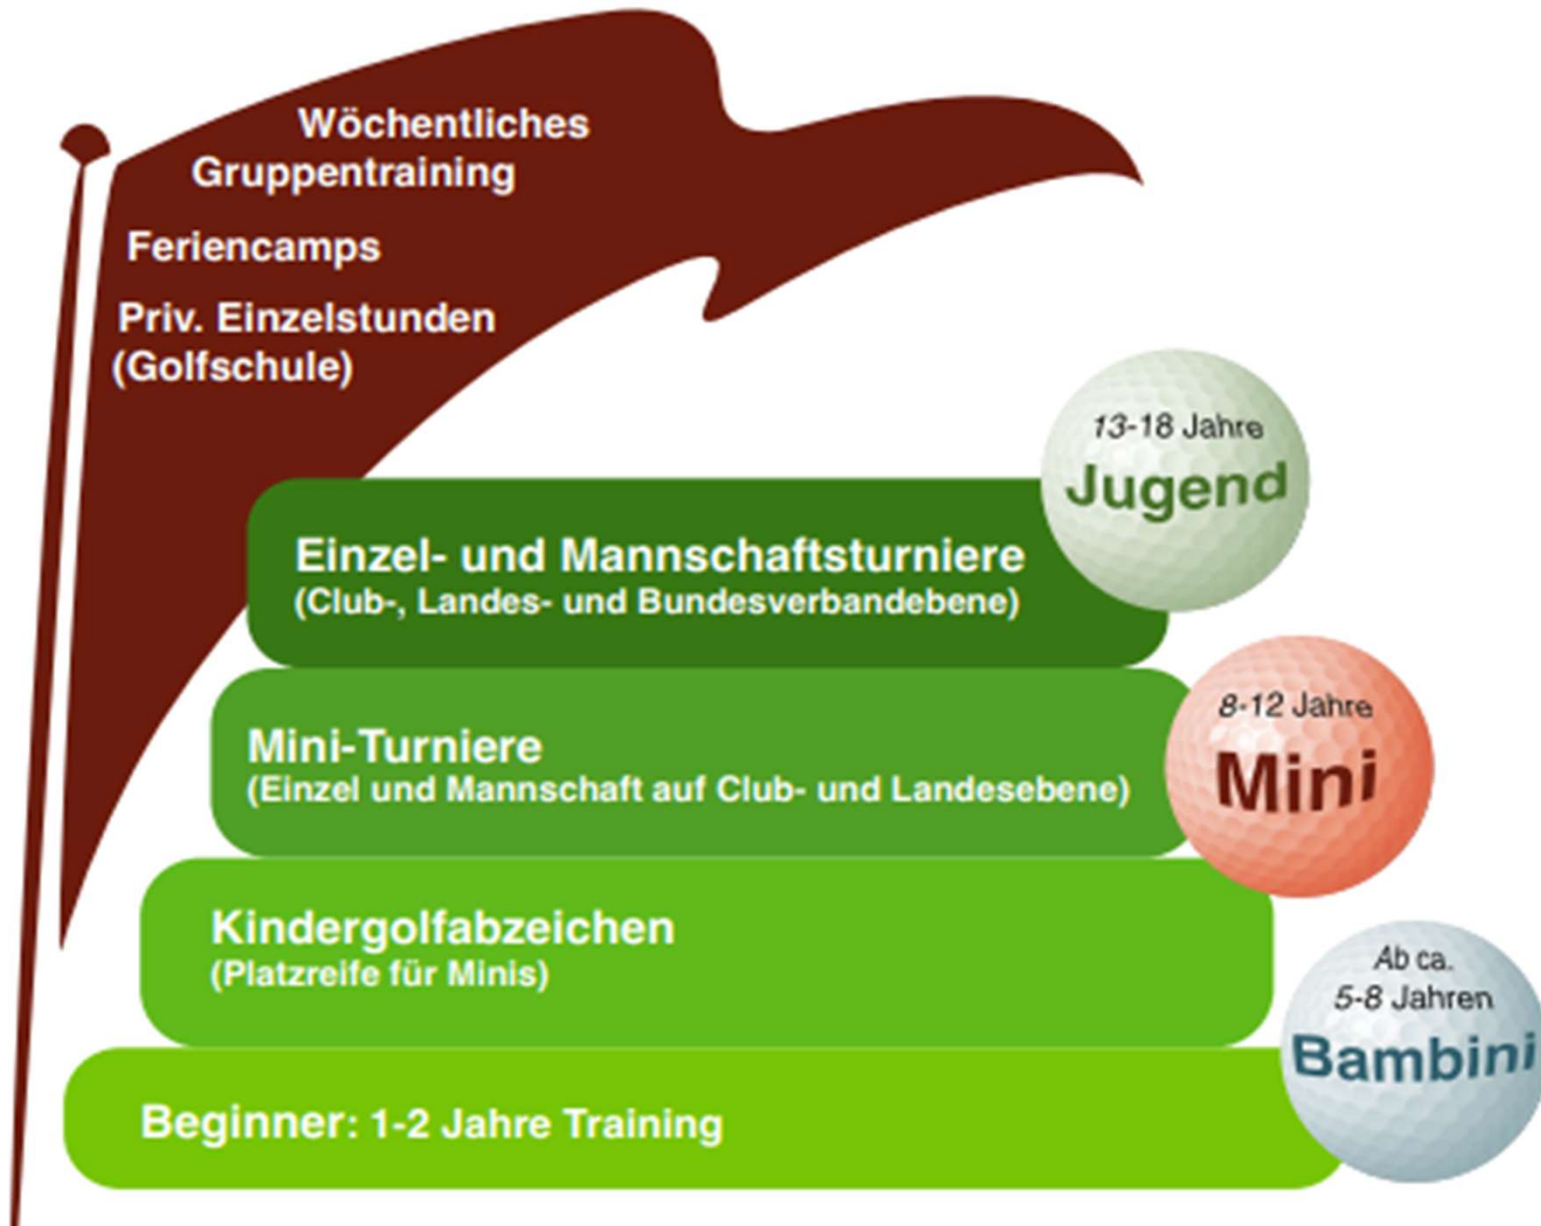 Wöchentliches
Gruppentraining
Feriencamps
Priv. Einzelstunden
(Golfschule)
13-18 Jahre
Jugend
Einzel- und Mannschaftsturniere
(Club-, Landes- und Bundesverbandebene)
8-12 Jahre
Mini
Mini-Turniere
(Einzel und Mannschaft auf Club- und Landesebene)
Kindergolfabzeichen
(Platzreife für Minis)
Ab ca.
5-8 Jahren
Bambini
Beginner: 1-2 Jahre Training